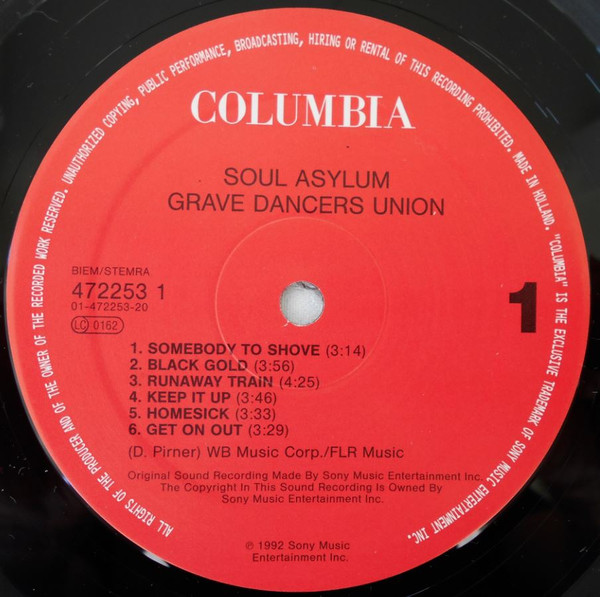 ALL RIGHTS OF THE PRODUCER AND OF THE OWNER OF THE RECORDED WORK RESERVED. UNAUTHORIZED COPYING, PUBLIC PERFORMANCE, BROADCASTING, HIRING OR RENTAL OF THIS RECORDING PROHIBITED. MADE IN HOLLAND. "COLUMBIA" IS THE EXCLUSIVE TRADEMARK OF SONY MUSIC ENTERTAINMENT INC.
COLUMBIA
SOUL ASYLUM
GRAVE DANCERS UNION
BIEM/STEMRA
472253 1
01-472253-20
LC 0162
1
1. SOMEBODY TO SHOVE (3:14)
2. BLACK GOLD (3:56)
3. RUNAWAY TRAIN (4:25)
4. KEEP IT UP (3:46)
5. HOMESICK (3:33)
6. GET ON OUT (3:29)
(D. Pirner) WB Music Corp./FLR Music
Original Sound Recording Made By Sony Music Entertainment Inc.
The Copyright In This Sound Recording Is Owned By
Sony Music Entertainment Inc.
℗ 1992 Sony Music
Entertainment Inc.